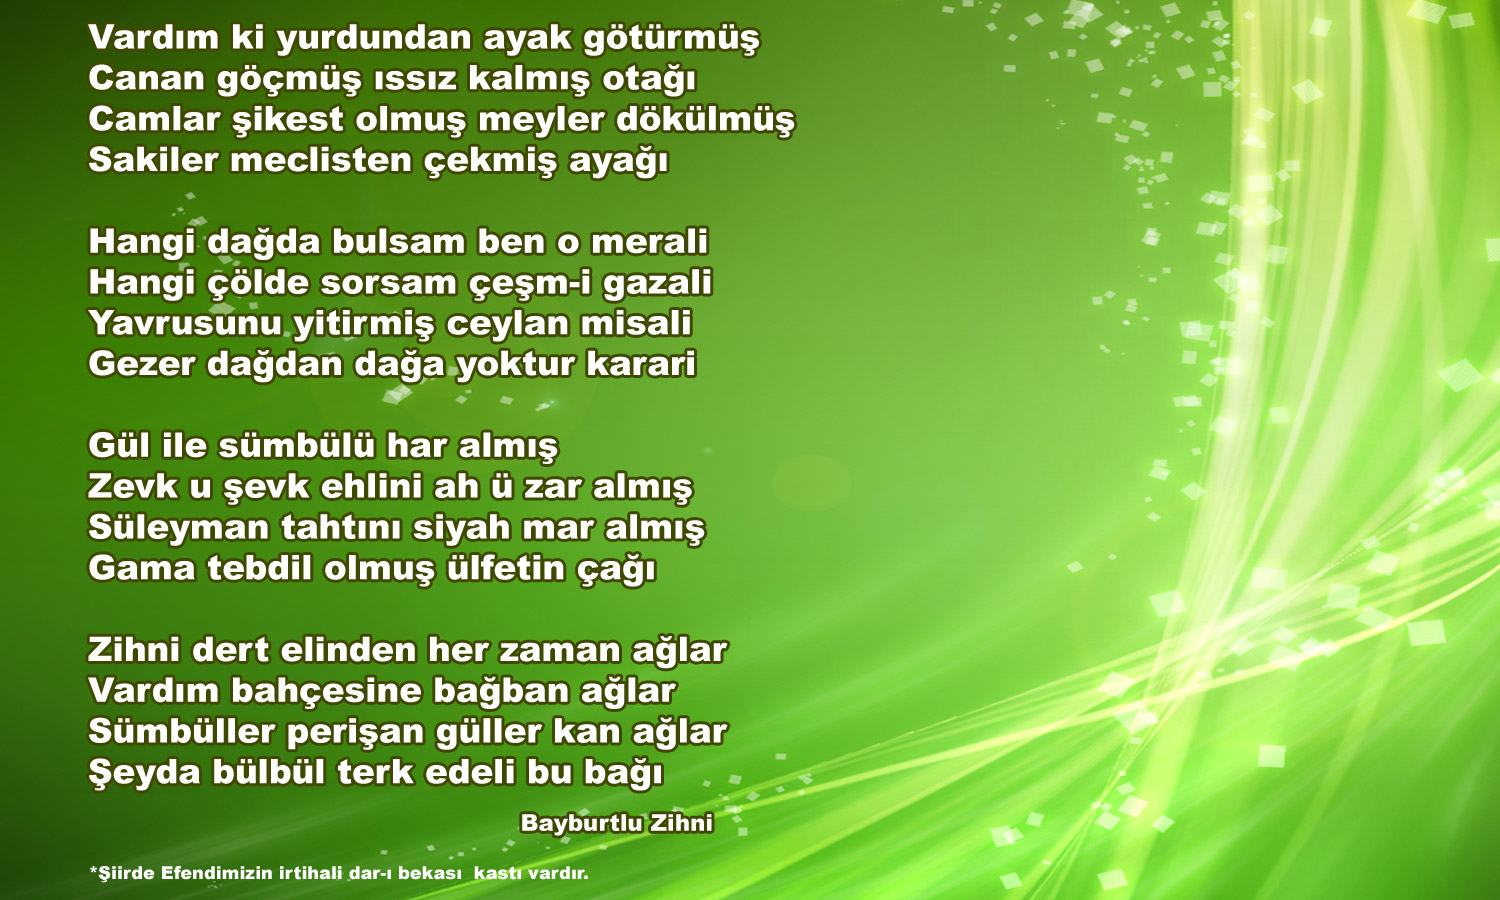 Vardım ki yurdundan ayak götürmüş
Canan göçmüş ıssız kalmış otağı
Camlar şikest olmuş meyler dökülmüş
Sakiler meclisten çekmiş ayağı
Hangi dağda bulsam ben o merali
Hangi çölde sorsam çeşm-i gazali
Yavrusunu yitirmiş ceylan misali
Gezer dağdan dağa yoktur karari
Gül ile sümbülü har almış
Zevk u şevk ehlini ah ü zar almış
Süleyman tahtını siyah mar almış
Gama tebdil olmuş ülfetin çağı
Zihni dert elinden her zaman ağlar
Vardım bahçesine bağban ağlar
Sümbüller perişan güller kan ağlar
Şeyda bülbül terk edeli bu bağı
Bayburtlu Zihni
*Şiirde Efendimizin irtihali dar-ı bekası kastı vardır.